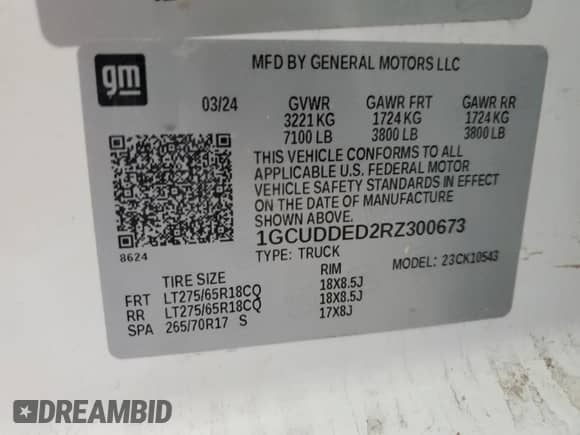 gm
MFD BY GENERAL MOTORS LLC
03/24 GVWR GAWR FRT GAWR RR
3221 KG 1724 KG 1724 KG
7100 LB 3800 LB 3800 LB
THIS VEHICLE CONFORMS TO ALL
APPLICABLE U.S. FEDERAL MOTOR
VEHICLE SAFETY STANDARDS IN EFFECT
ON THE DATE OF MANUFACTURE
SHOWN ABOVE.
8624 1GCUDDED2RZ300673
TYPE: TRUCK MODEL: 23CK10543
TIRE SIZE RIM
FRT LT275/65R18CQ 18X8.5J
RR LT275/65R18CQ 18X8.5J
SPA 265/70R17 S 17X8J
DREAMBID